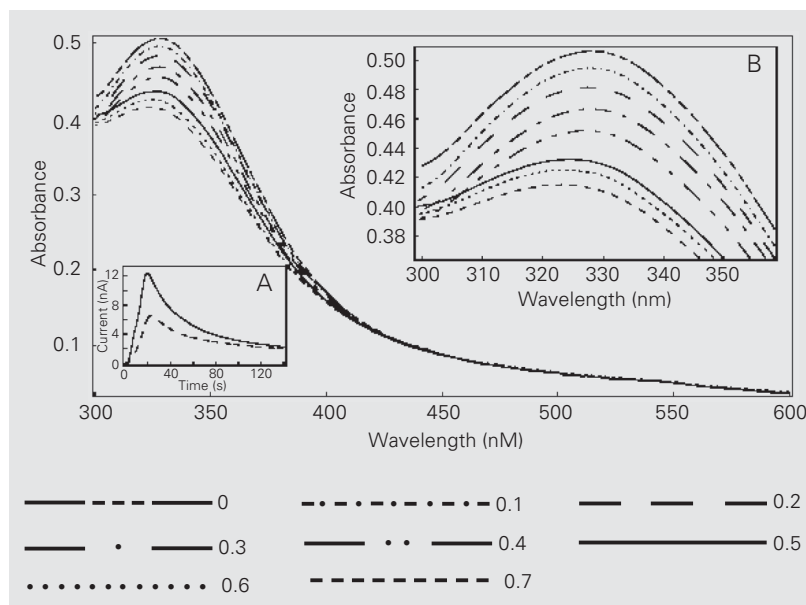 0.5
0.4
0.3
0.2
0.1
Absorbance
300 350 400 450 500 550 600
Wavelength (nM)
A
12
8
4
0
Current (nA)
0 40 80 120
Time (s)
B
0.50
0.48
0.46
0.44
0.42
0.40
0.38
Absorbance
300 310 320 330 340 350
Wavelength (nm)
0 0.1 0.2
0.3 0.4 0.5
0.6 0.7